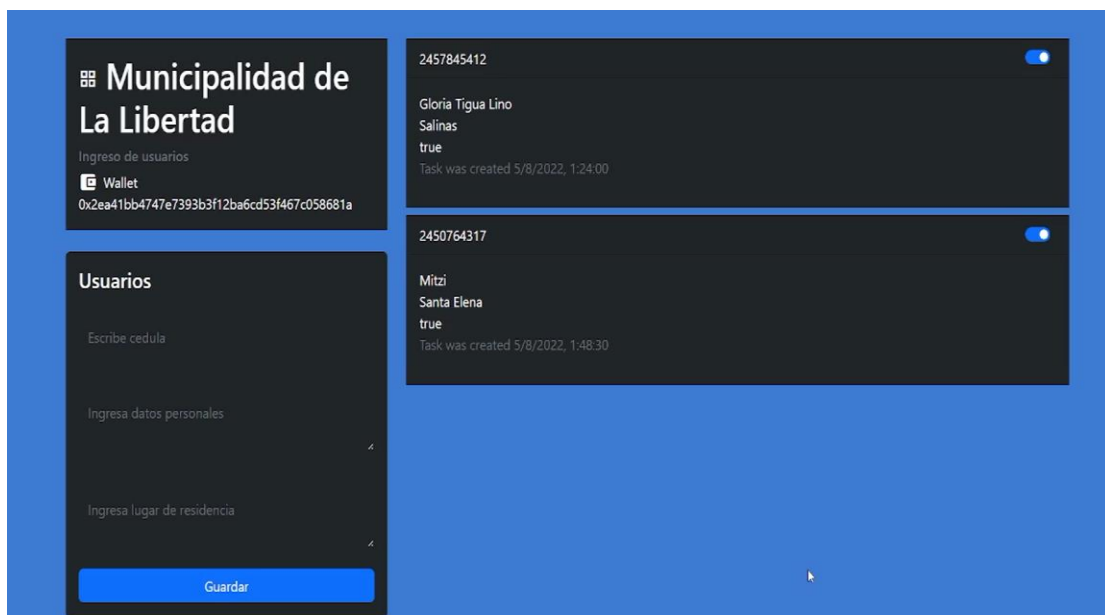 Municipalidad de
La Libertad
Ingreso de usuarios
Wallet
0x2ea41bb4747e7393b3f12ba6cd53f467c058681a
Usuarios
Escribe cedula
Ingresa datos personales
Ingresa lugar de residencia
Guardar
2457845412
Gloria Tigua Lino
Salinas
true
Task was created 5/8/2022, 1:24:00
2450764317
Mitzi
Santa Elena
true
Task was created 5/8/2022, 1:48:30